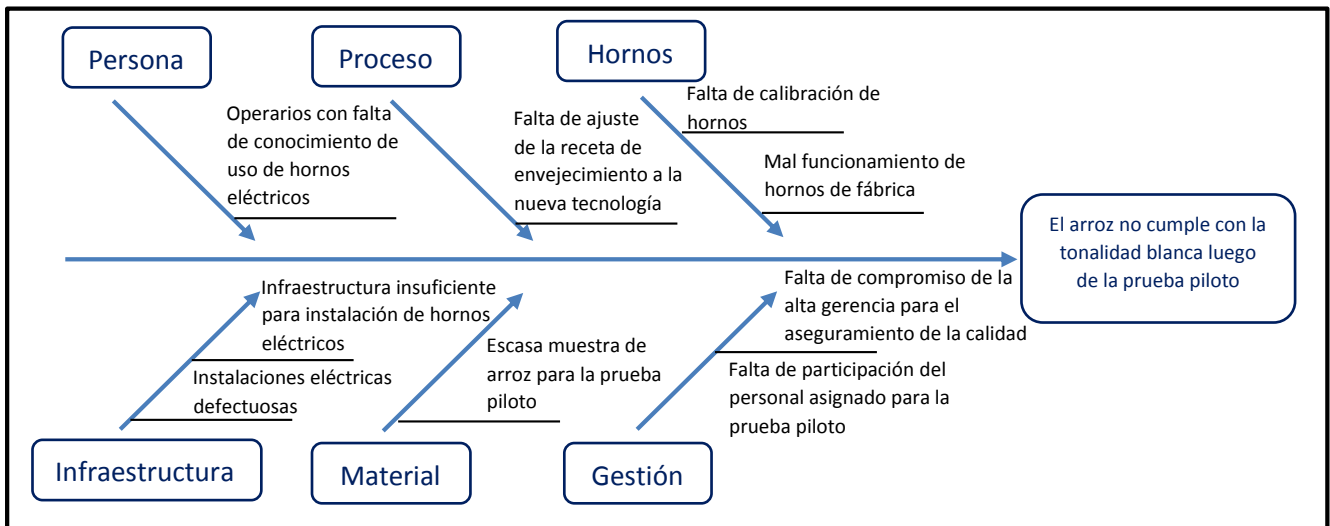 Persona
Proceso
Hornos
Operarios con falta
de conocimiento de
uso de hornos
eléctricos
Falta de ajuste
de la receta de
envejecimiento a la
nueva tecnología
Falta de calibración de
hornos
Mal funcionamiento de
hornos de fábrica
El arroz no cumple con la
tonalidad blanca luego
de la prueba piloto
Infraestructura insuficiente
para instalación de hornos
eléctricos
Instalaciones eléctricas
defectuosas
Escasa muestra de
arroz para la prueba
piloto
Falta de compromiso de la
alta gerencia para el
aseguramiento de la calidad
Falta de participación del
personal asignado para la
prueba piloto
Infraestructura
Material
Gestión